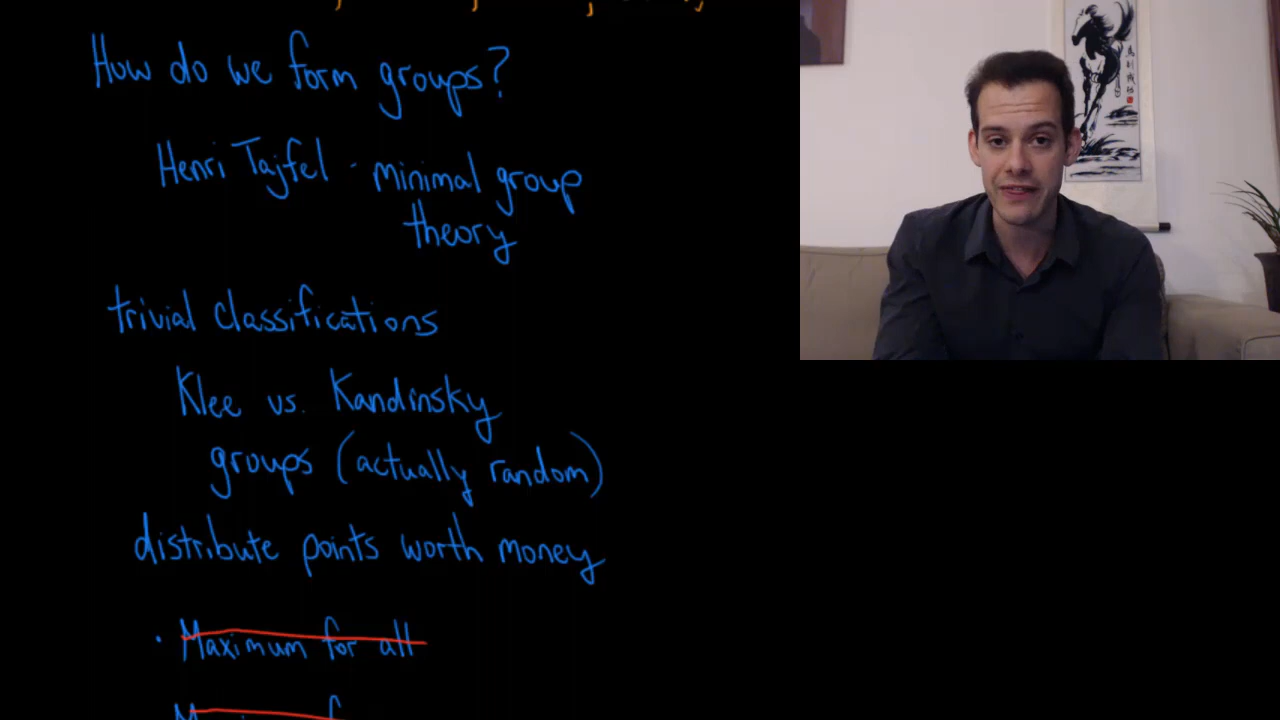 How do we form groups?
Henri Tajfel - minimal group
theory
trivial classifications
Klee vs. Kandinsky
groups (actually random)
distribute points worth money
• Maximum for all